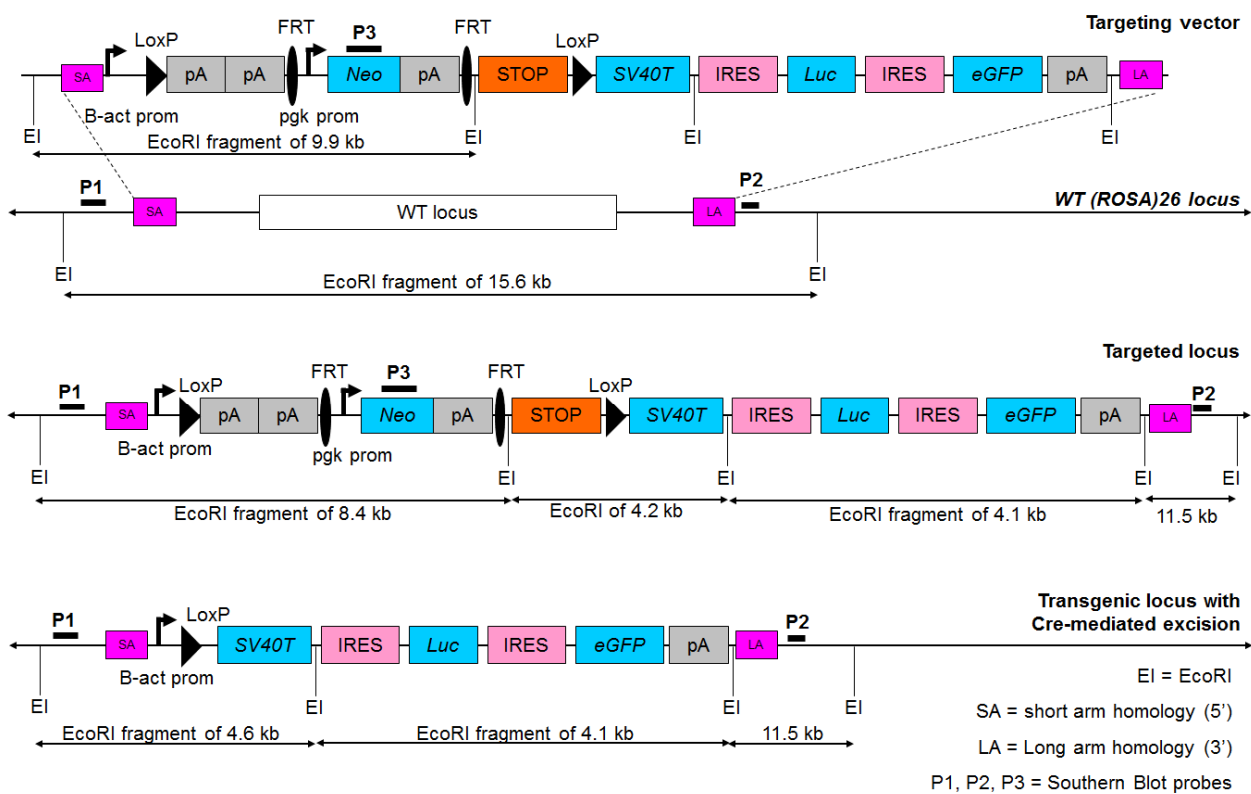 Targeting vector
FRT P3 FRT
LoxP LoxP
SA pA pA Neo pA STOP SV40T IRES Luc IRES eGFP pA LA
B-act prom pgk prom
EI EI EI EI
EcoRI fragment of 9.9 kb
P1 P2
SA WT locus LA WT (ROSA)26 locus
EI EI
EcoRI fragment of 15.6 kb
Targeted locus
FRT P3 FRT
P1 LoxP LoxP P2
SA pA pA Neo pA STOP SV40T IRES Luc IRES eGFP pA LA
B-act prom pgk prom
EI EI EI EI EI
EcoRI fragment of 8.4 kb EcoRI of 4.2 kb EcoRI fragment of 4.1 kb 11.5 kb
Transgenic locus with
Cre-mediated excision
P1 LoxP P2
SA SV40T IRES Luc IRES eGFP pA LA
B-act prom
EI EI EI EI
EcoRI fragment of 4.6 kb EcoRI fragment of 4.1 kb 11.5 kb
EI = EcoRI
SA = short arm homology (5’)
LA = Long arm homology (3’)
P1, P2, P3 = Southern Blot probes